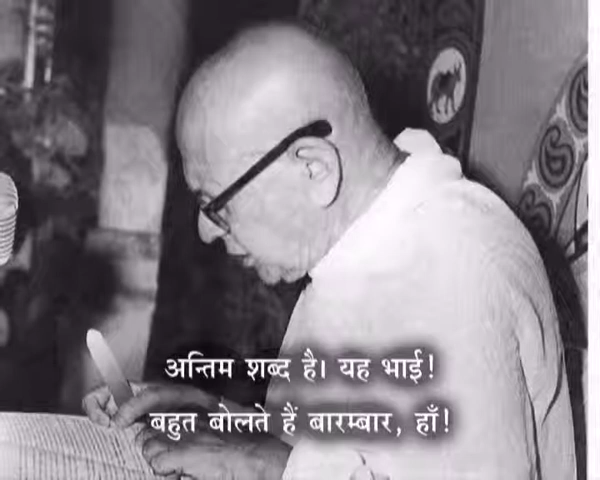 अन्तिम शब्द है। यह भाई!
बहुत बोलते हैं बारम्बार, हाँ!